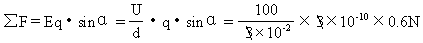 ∑F=Eq·sinα=U/d·q·sinα=100/(3×10⁻²)×3×10⁻¹⁰×0.6N